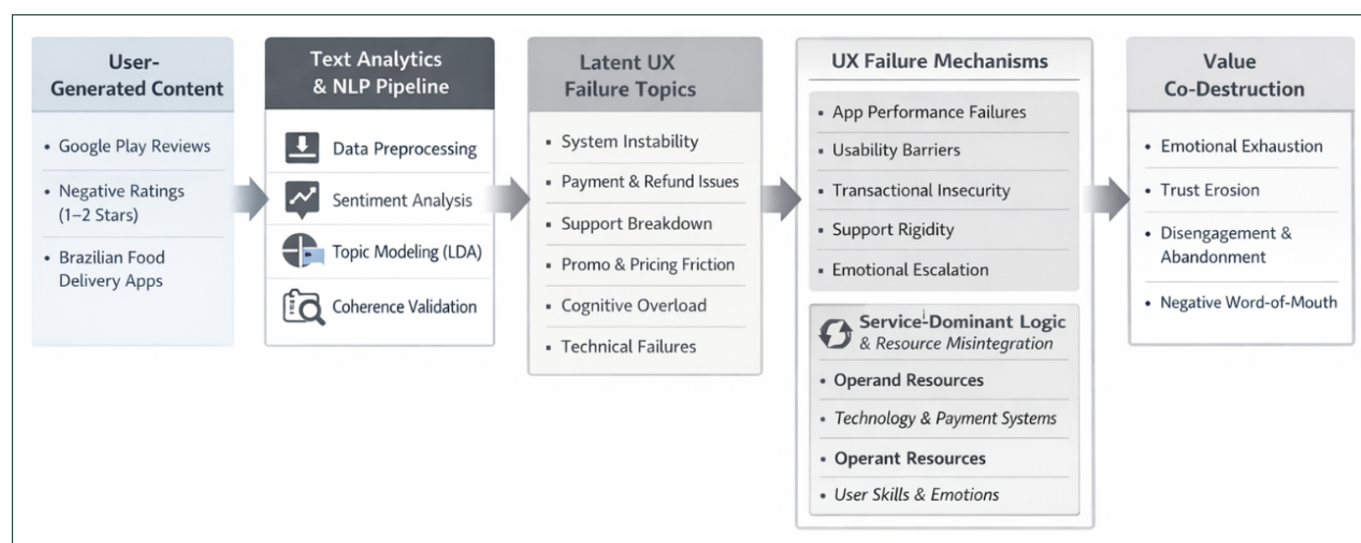 User-
Generated Content
• Google Play Reviews
• Negative Ratings
(1–2 Stars)
• Brazilian Food
Delivery Apps
Text Analytics
& NLP Pipeline
Data Preprocessing
Sentiment Analysis
Topic Modeling (LDA)
Coherence Validation
Latent UX
Failure Topics
▪ System Instability
▪ Payment & Refund Issues
▪ Support Breakdown
▪ Promo & Pricing Friction
▪ Cognitive Overload
▪ Technical Failures
UX Failure Mechanisms
• App Performance Failures
• Usability Barriers
• Transactional Insecurity
• Support Rigidity
• Emotional Escalation
Service-Dominant Logic
& Resource Misintegration
• Operand Resources
• Technology & Payment Systems
• Operant Resources
• User Skills & Emotions
Value
Co-Destruction
• Emotional Exhaustion
• Trust Erosion
• Disengagement &
Abandonment
• Negative Word-of-Mouth